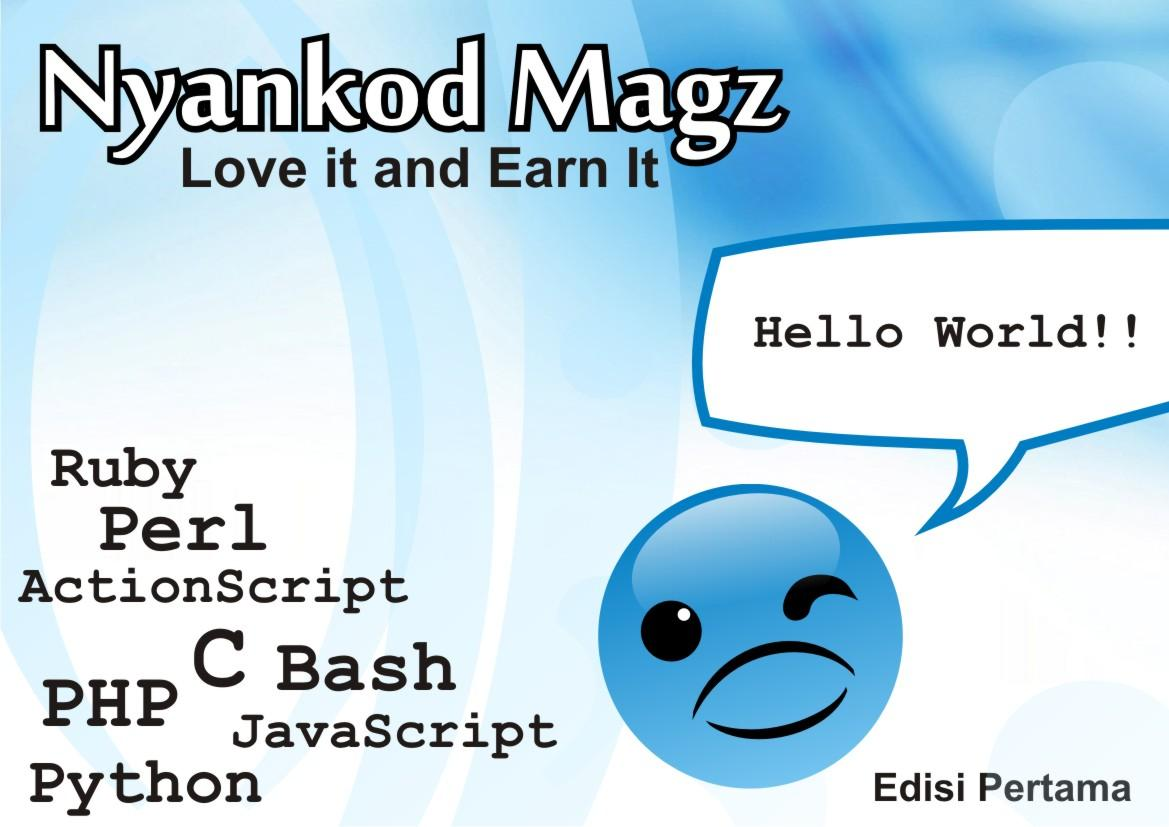 Nyankod Magz
Love it and Earn It
Hello World!!
Ruby
Perl
ActionScript
C Bash
PHP
JavaScript
Python
Edisi Pertama